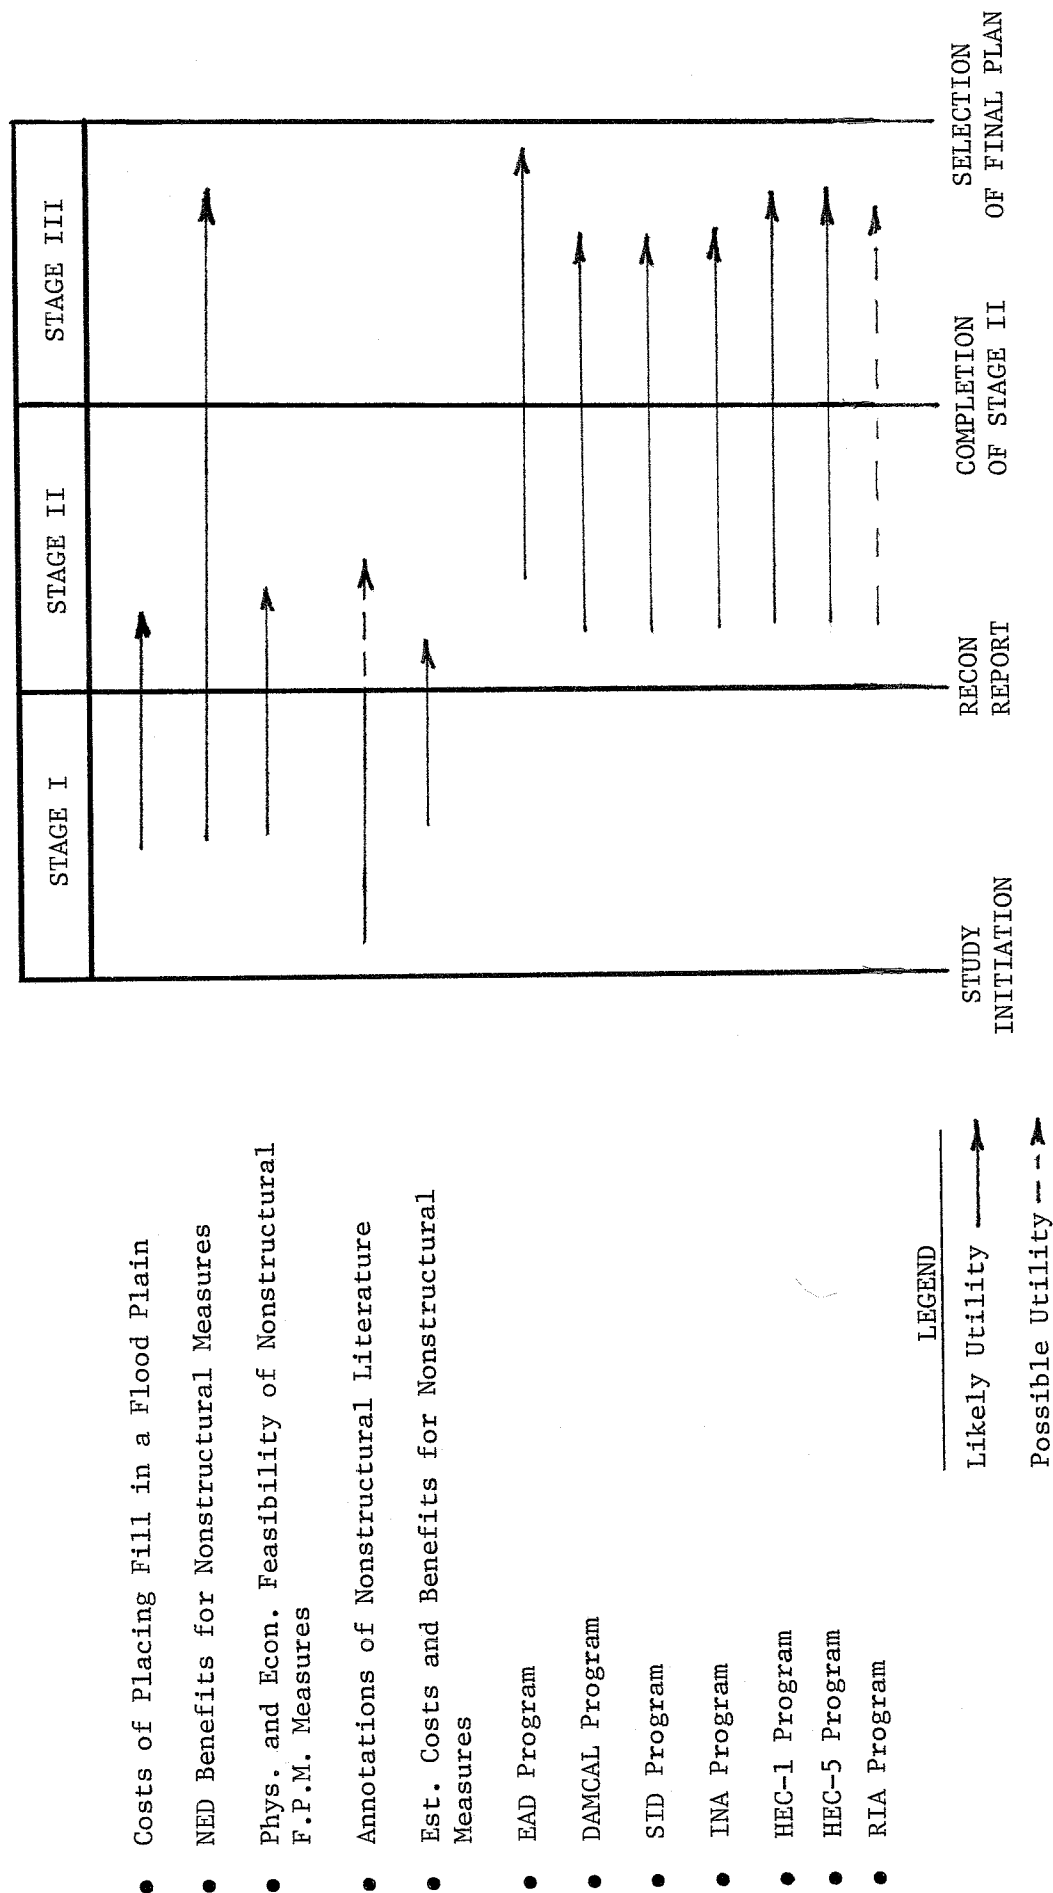 STAGE I
STAGE II
STAGE III
• Costs of Placing Fill in a Flood Plain
• NED Benefits for Nonstructural Measures
• Phys. and Econ. Feasibility of Nonstructural
F.P.M. Measures
• Annotations of Nonstructural Literature
• Est. Costs and Benefits for Nonstructural
Measures
• EAD Program
• DAMCAL Program
• SID Program
• INA Program
• HEC-1 Program
• HEC-5 Program
• RIA Program
STUDY
INITIATION
RECON
REPORT
COMPLETION
OF STAGE II
SELECTION
OF FINAL PLAN
LEGEND
Likely Utility
Possible Utility